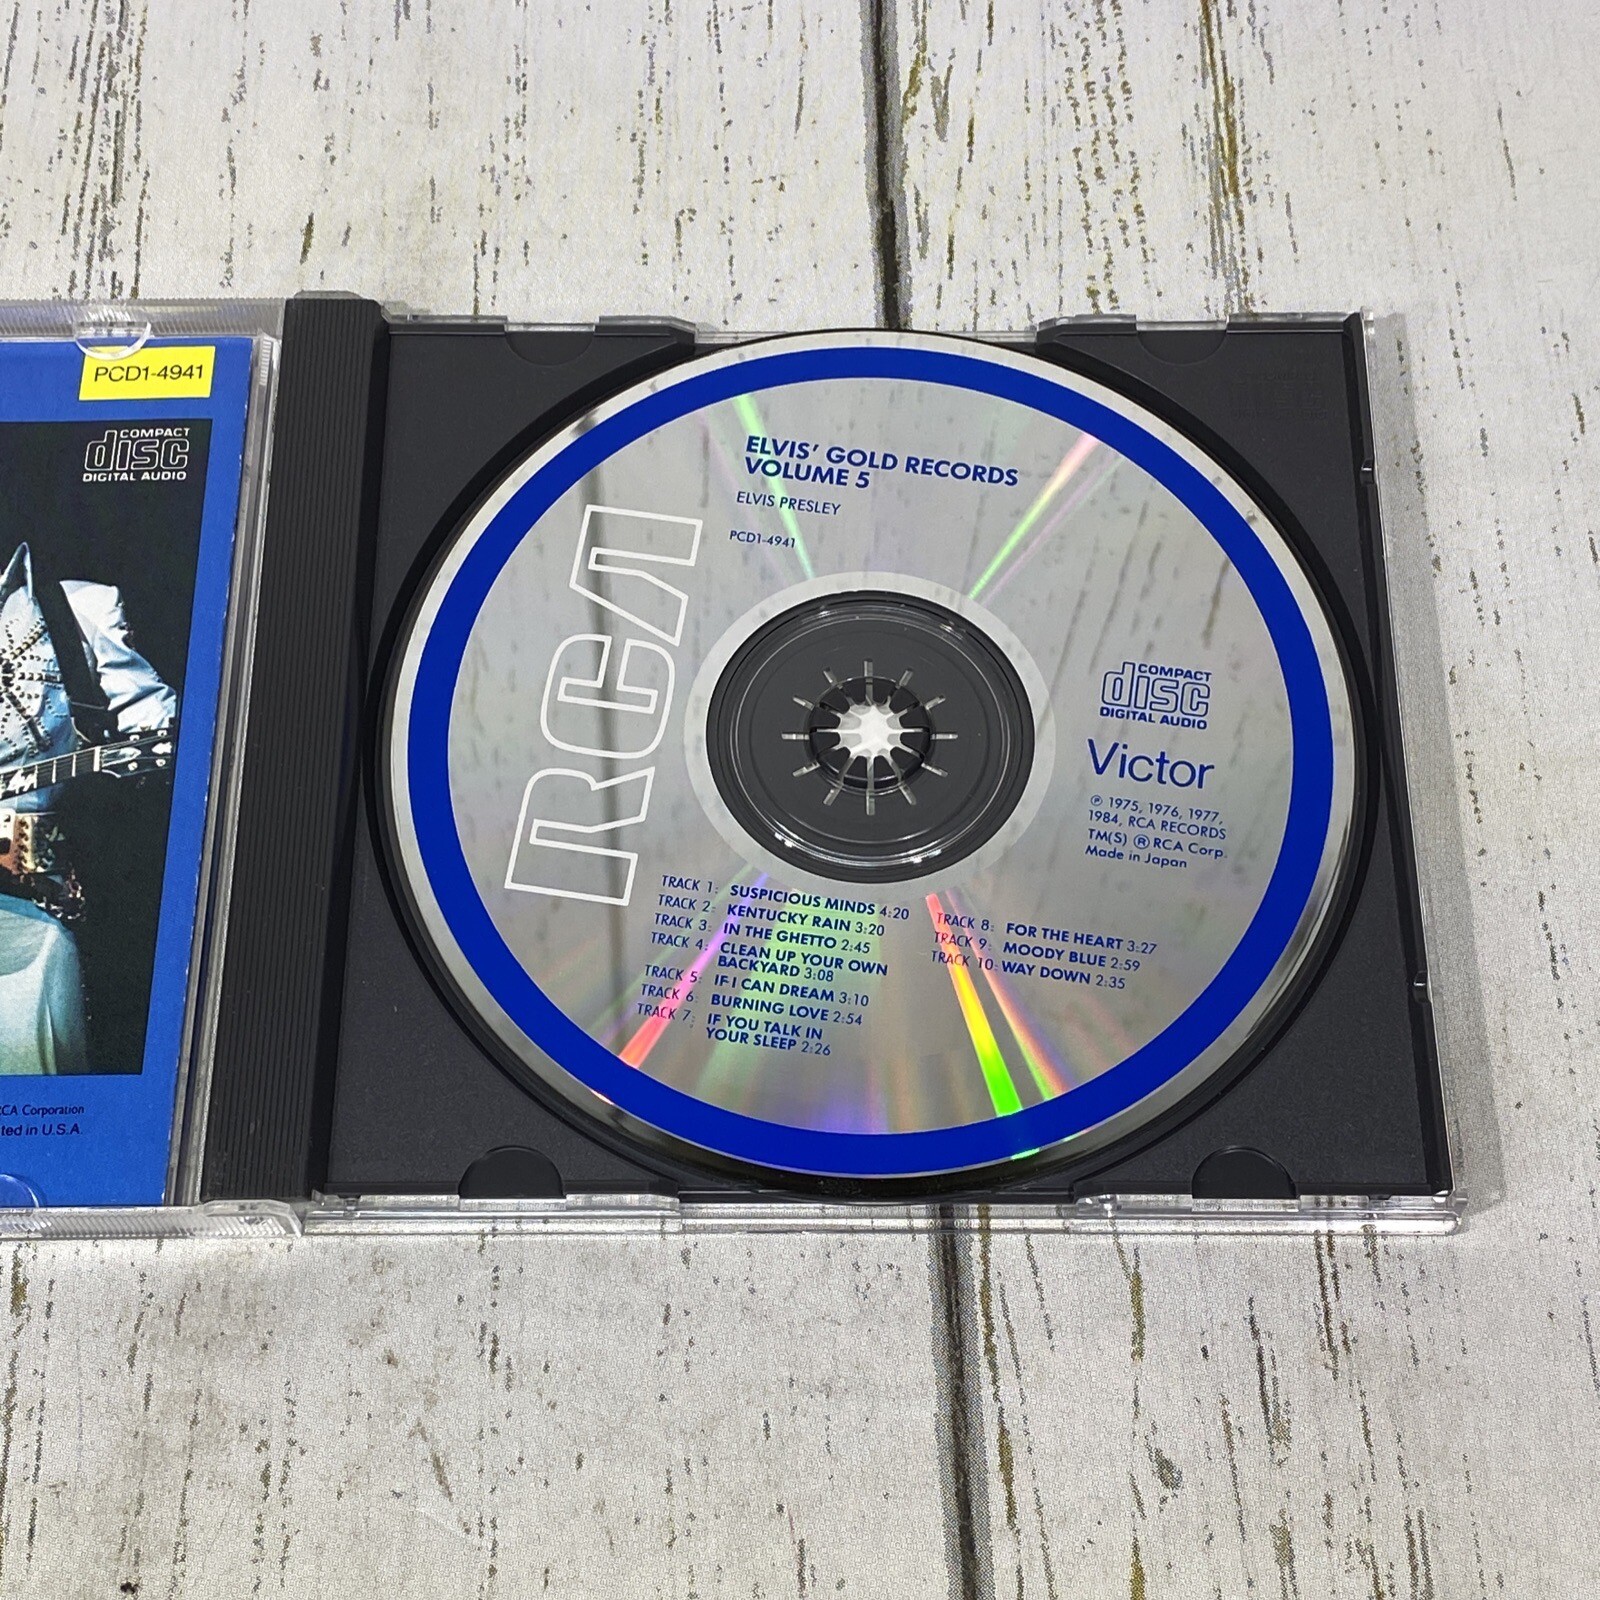 PCD1-4941
COMPACT
disc
DIGITAL AUDIO
RCA Corporation
ted in U.S.A.
ELVIS' GOLD RECORDS
VOLUME 5
ELVIS PRESLEY
PCD1-4941
RCA
COMPACT
disc
DIGITAL AUDIO
Victor
℗ 1975, 1976, 1977,
1984, RCA RECORDS
TM(S) ® RCA Corp.
Made in Japan
TRACK 1: SUSPICIOUS MINDS 4:20
TRACK 2: KENTUCKY RAIN 3:20
TRACK 3: IN THE GHETTO 2:45
TRACK 4: CLEAN UP YOUR OWN
BACKYARD 3:08
TRACK 5: IF I CAN DREAM 3:10
TRACK 6: BURNING LOVE 2:54
TRACK 7: IF YOU TALK IN
YOUR SLEEP 2:26
TRACK 8: FOR THE HEART 3:27
TRACK 9: MOODY BLUE 2:59
TRACK 10: WAY DOWN 2:35